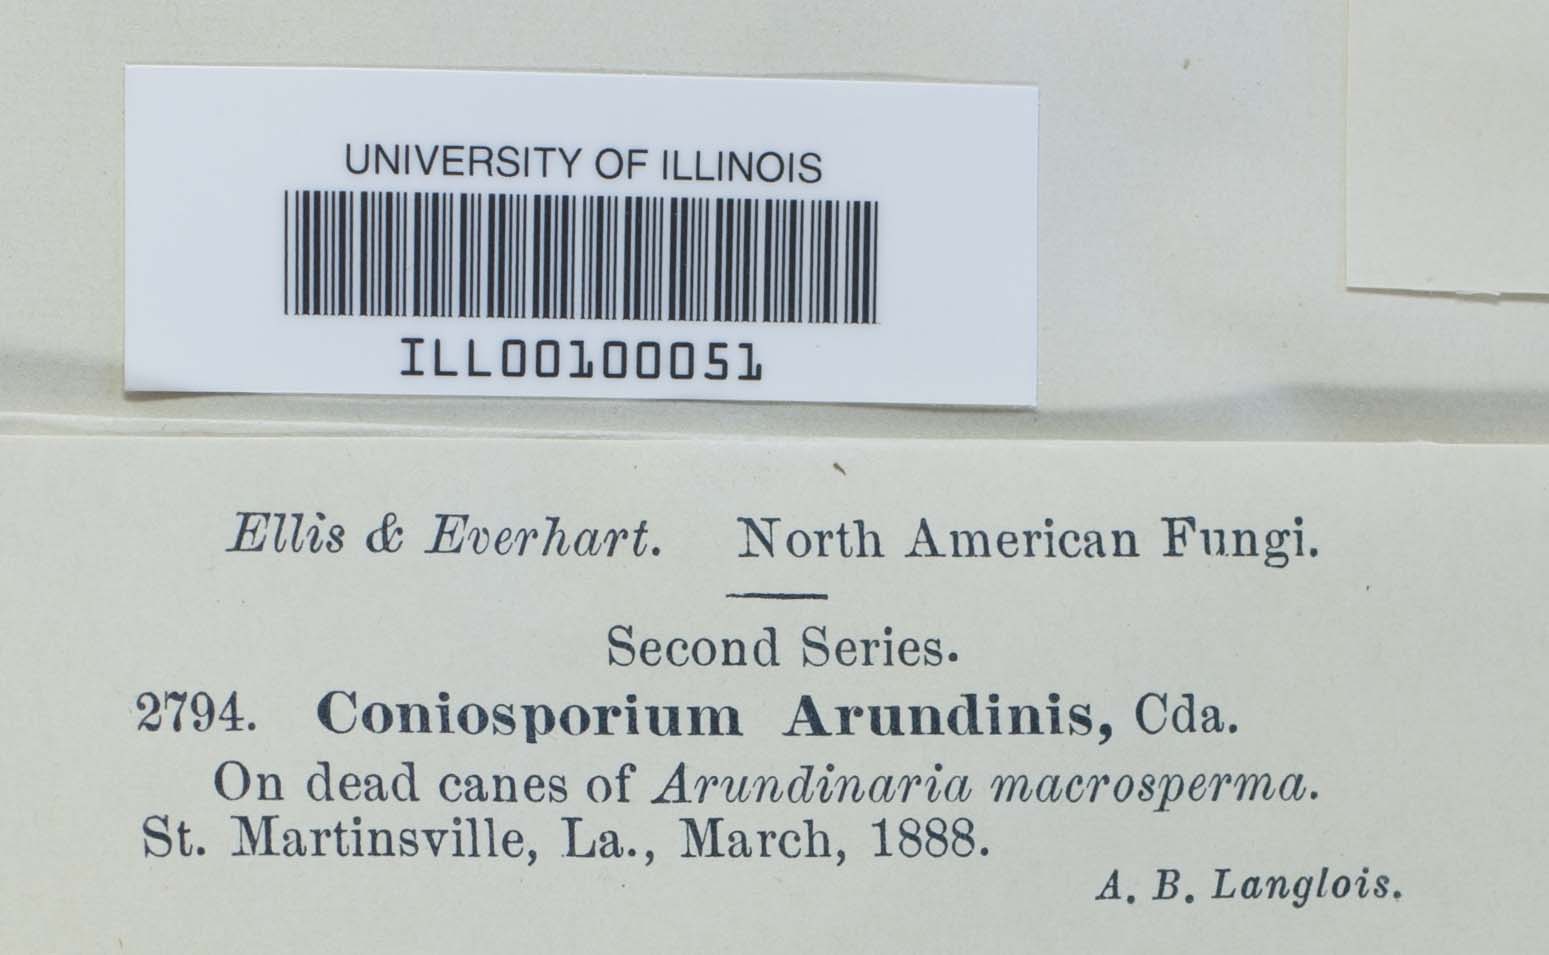 UNIVERSITY OF ILLINOIS
ILL00100051
Ellis & Everhart. North American Fungi.
Second Series.
2794. Coniosporium Arundinis, Cda.
On dead canes of Arundinaria macrosperma.
St. Martinsville, La., March, 1888.
A. B. Langlois.